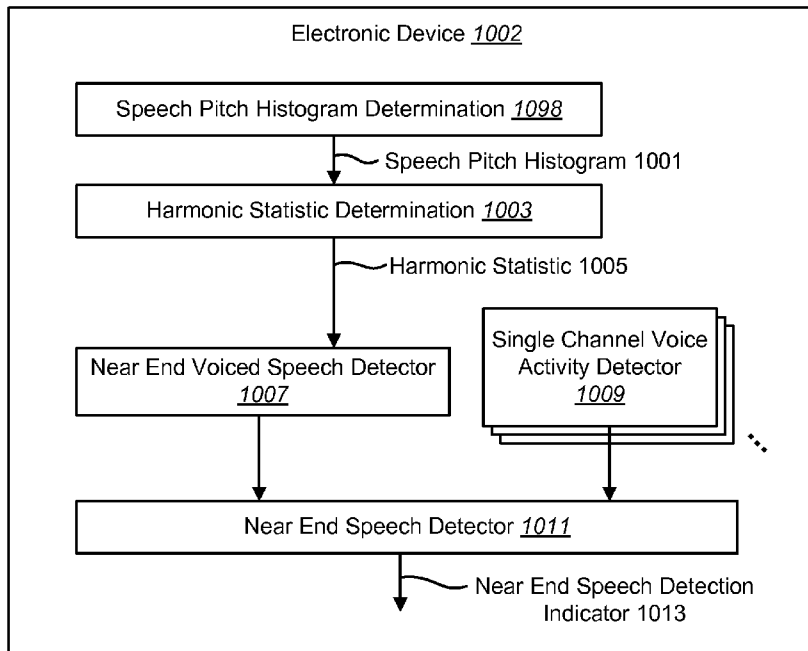 Electronic Device 1002
Speech Pitch Histogram Determination 1098
Speech Pitch Histogram 1001
Harmonic Statistic Determination 1003
Harmonic Statistic 1005
Near End Voiced Speech Detector
1007
Single Channel Voice
Activity Detector
1009
Near End Speech Detector 1011
Near End Speech Detection
Indicator 1013